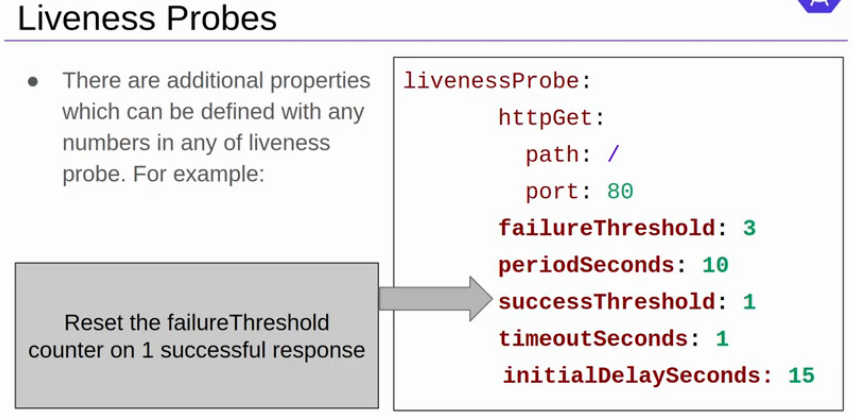 Liveness Probes
● There are additional properties
which can be defined with any
numbers in any of liveness
probe. For example:
Reset the failureThreshold
counter on 1 successful response
livenessProbe:
httpGet:
path: /
port: 80
failureThreshold: 3
periodSeconds: 10
successThreshold: 1
timeoutSeconds: 1
initialDelaySeconds: 15